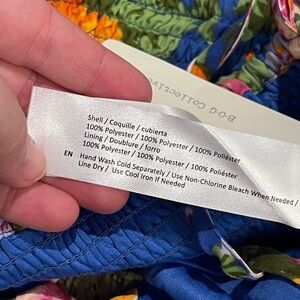 B.O.G. Collective
Shell / Coquille / cubierta
100% Polyester / 100% Polyester / 100% Poliéster
Lining / Doublure / forro
100% Polyester / 100% Polyester / 100% Poliéster
EN Hand Wash Cold Separately / Use Non-Chlorine Bleach When Needed /
Line Dry / Use Cool Iron If Needed